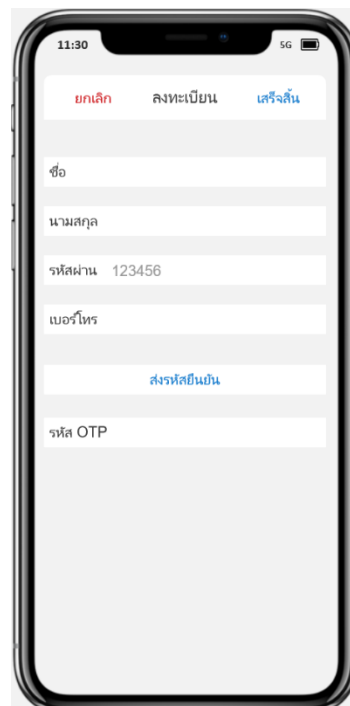 11:30 5G
ยกเลิก ลงทะเบียน เสร็จสิ้น
ชื่อ
นามสกุล
รหัสผ่าน 123456
เบอร์โทร
ส่งรหัสยืนยัน
รหัส OTP